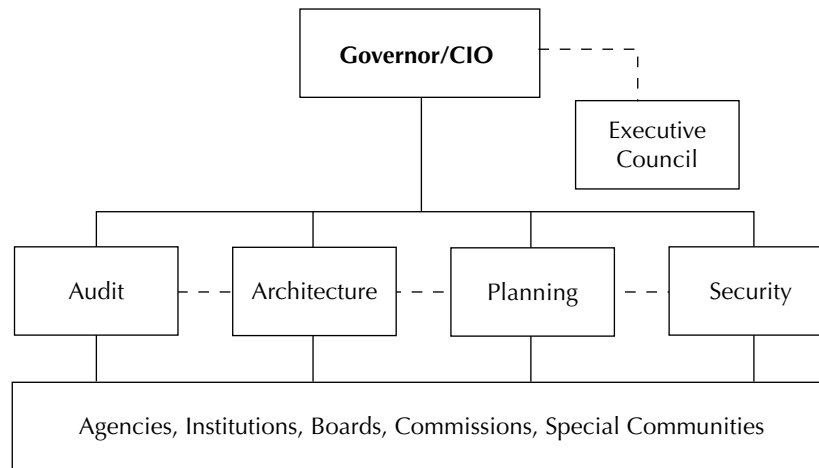 Governor/CIO
Executive
Council
Audit
Architecture
Planning
Security
Agencies, Institutions, Boards, Commissions, Special Communities